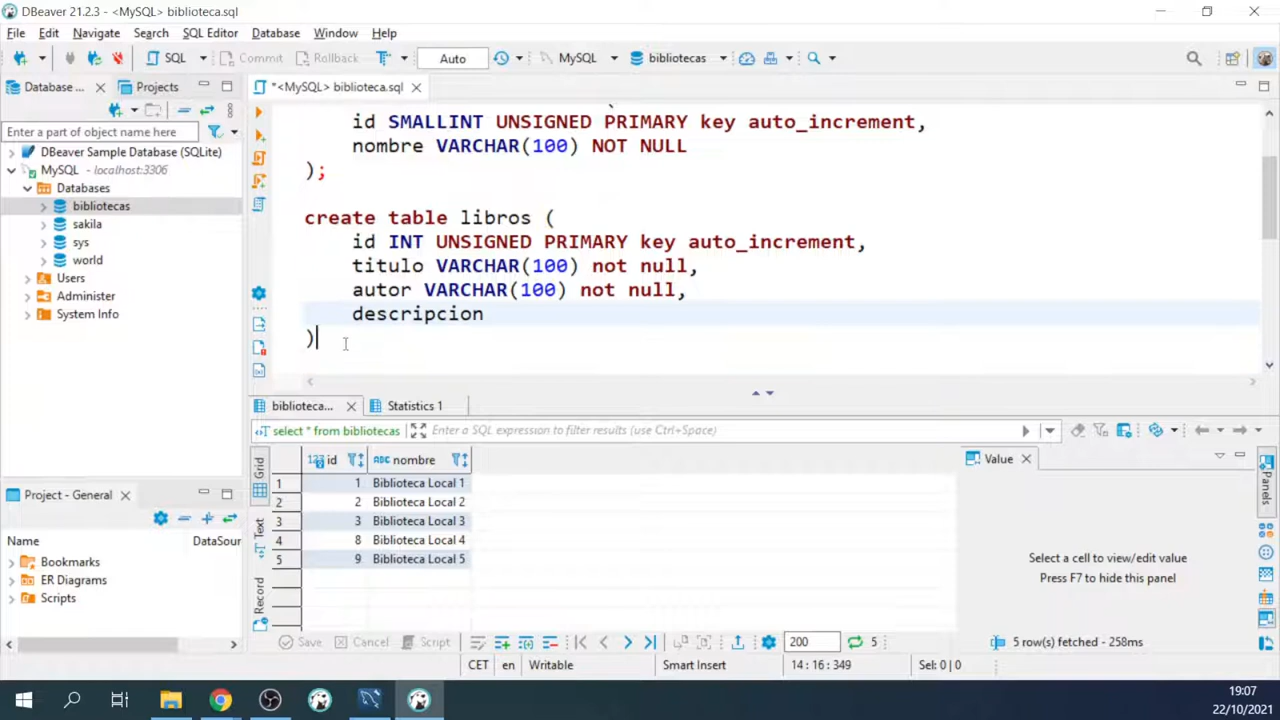 DBeaver 21.2.3 - <MySQL> biblioteca.sql
File Edit Navigate Search SQL Editor Database Window Help
SQL Commit Rollback Auto MySQL bibliotecas
Database ... Projects *<MySQL> biblioteca.sql
Enter a part of object name here
DBeaver Sample Database (SQLite)
MySQL - localhost:3306
Databases
bibliotecas
sakila
sys
world
Users
Administer
System Info
id SMALLINT UNSIGNED PRIMARY key auto_increment,
nombre VARCHAR(100) NOT NULL
);
create table libros (
id INT UNSIGNED PRIMARY key auto_increment,
titulo VARCHAR(100) not null,
autor VARCHAR(100) not null,
descripcion
)
biblioteca... Statistics 1
select * from bibliotecas Enter a SQL expression to filter results (use Ctrl+Space)
Grid
Text
Record
123 id ABC nombre
1 1 Biblioteca Local 1
2 2 Biblioteca Local 2
3 3 Biblioteca Local 3
4 8 Biblioteca Local 4
5 9 Biblioteca Local 5
Value
Select a cell to view/edit value
Press F7 to hide this panel
Panels
Project - General
Name DataSour
Bookmarks
ER Diagrams
Scripts
Save Cancel Script 200 5 5 row(s) fetched - 258ms
CET en Writable Smart Insert 14 : 16 : 349 Sel: 0 | 0
19:07
22/10/2021